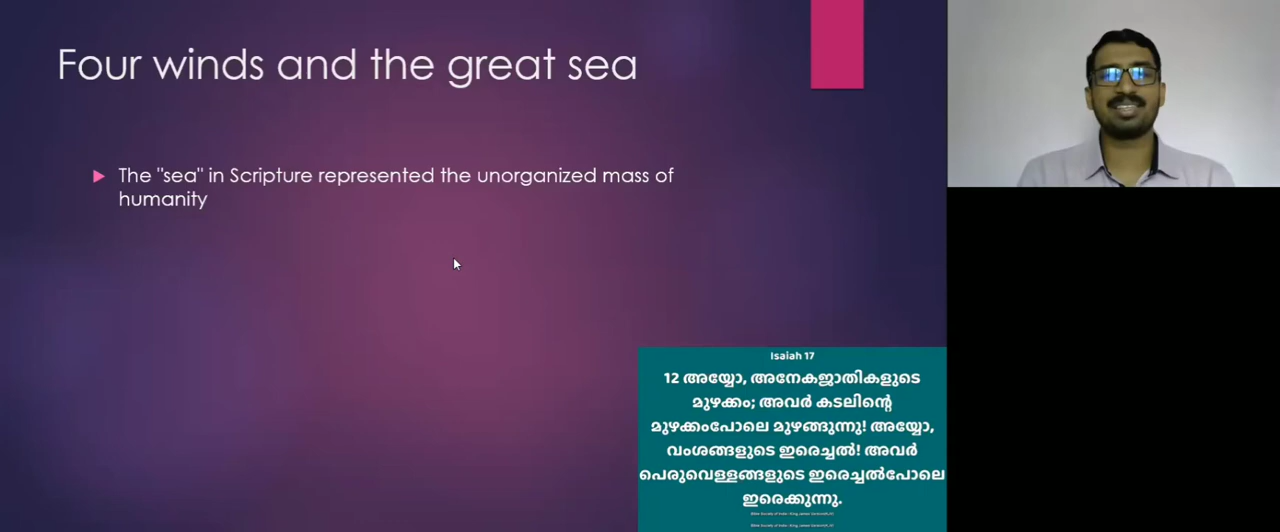 Four winds and the great sea
The "sea" in Scripture represented the unorganized mass of
humanity
Isaiah 17
12 അയ്യോ, അനേകജാതികളുടെ
മുഴക്കം; അവർ കടലിന്റെ
മുഴക്കംപോലെ മുഴങ്ങുന്നു! അയ്യോ,
വംശങ്ങളുടെ ഇരെച്ചൽ! അവർ
പെരുവെള്ളങ്ങളുടെ ഇരെച്ചൽപോലെ
ഇരെക്കുന്നു.